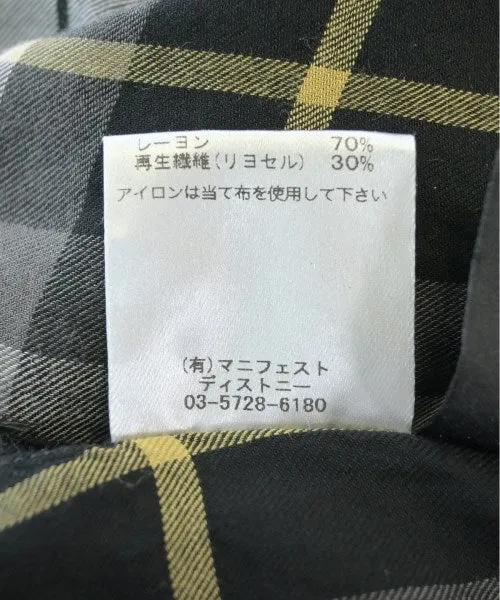 レーヨン 70%
再生繊維(リヨセル) 30%
アイロンは当て布を使用して下さい
(有)マニフェスト
ディストニー
03-5728-6180